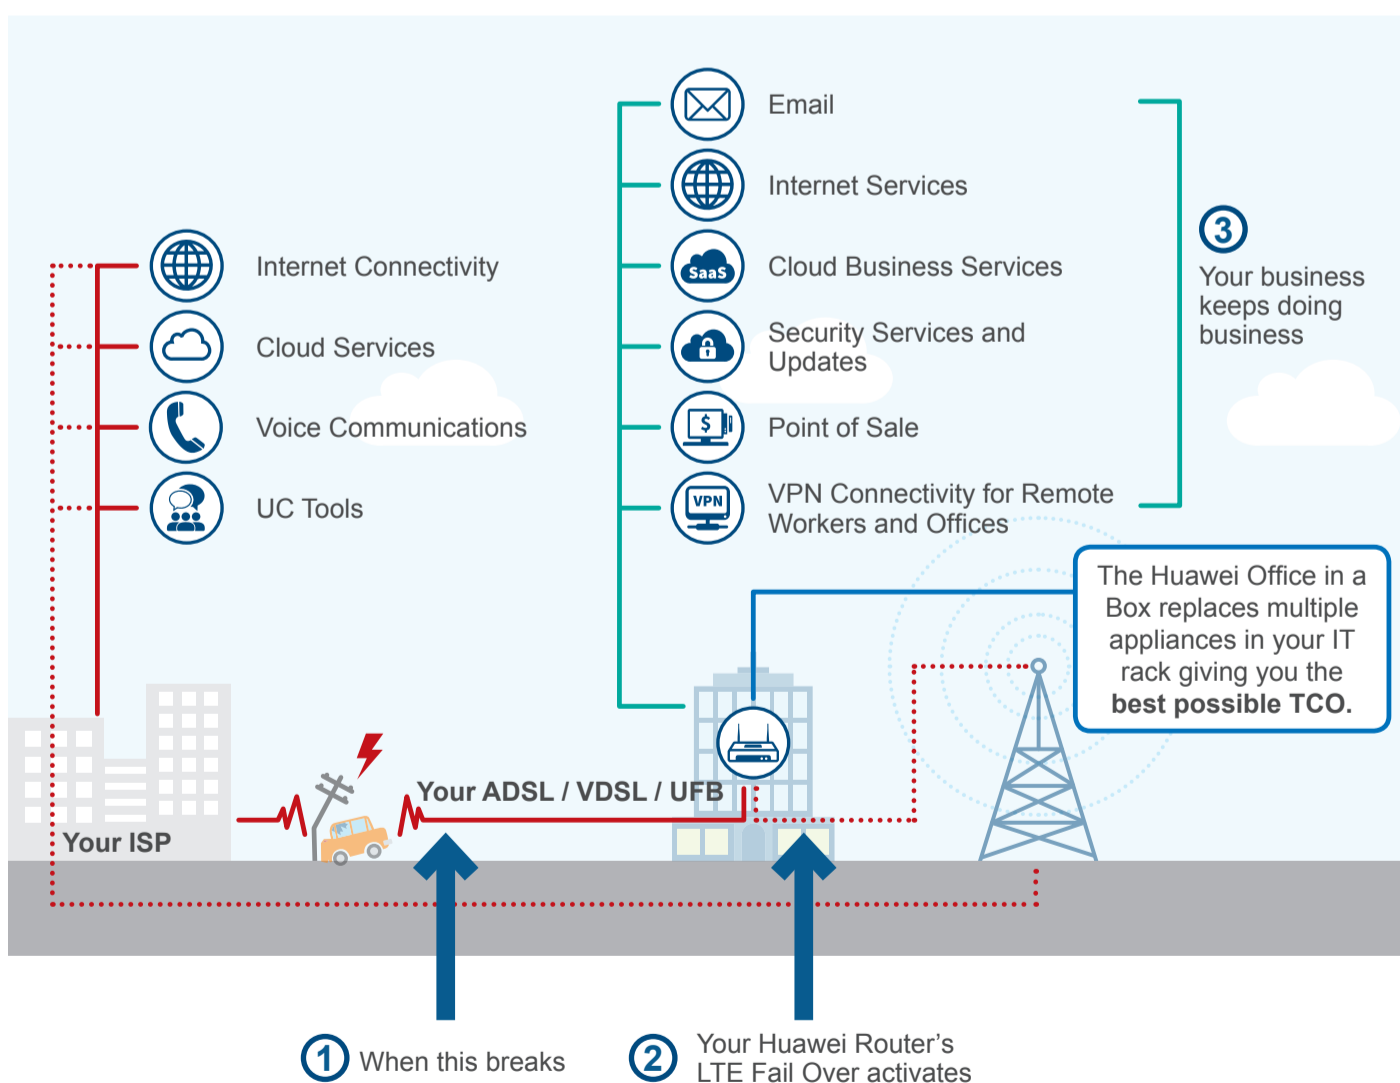 Email
Internet Services
Cloud Business Services
SaaS
Security Services and
Updates
$
Point of Sale
VPN
VPN Connectivity for Remote
Workers and Offices
3
Your business
keeps doing
business
Internet Connectivity
Cloud Services
Voice Communications
UC Tools
The Huawei Office in a
Box replaces multiple
appliances in your IT
rack giving you the
best possible TCO.
Your ISP
Your ADSL / VDSL / UFB
1 When this breaks
2 Your Huawei Router's
LTE Fail Over activates